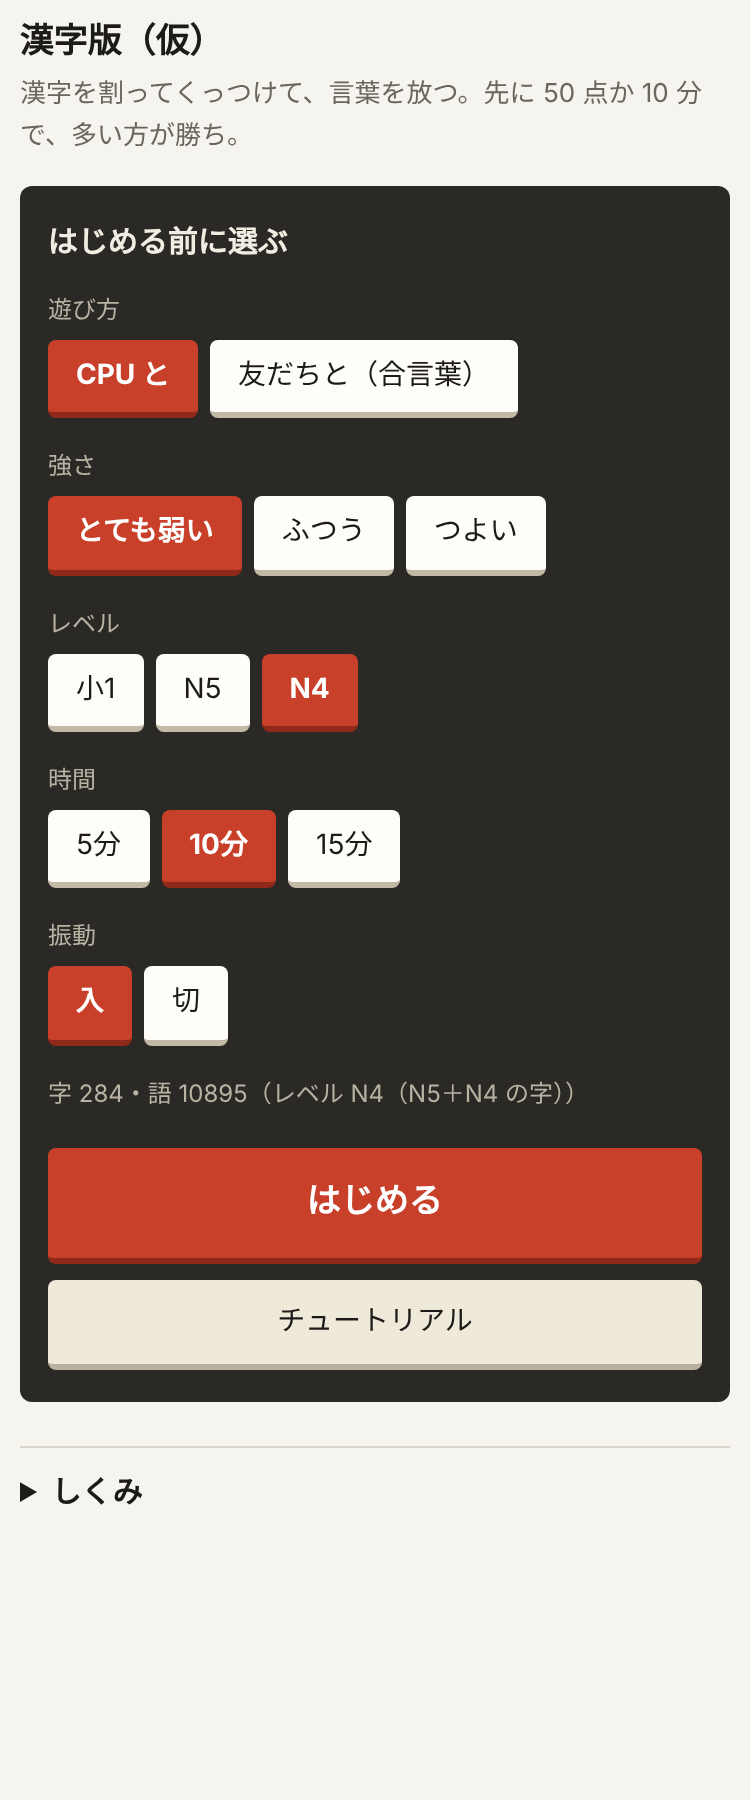 漢字版（仮）
漢字を割ってくっつけて、言葉を放つ。先に 50 点か 10 分
で、多い方が勝ち。
はじめる前に選ぶ
遊び方
CPU と 友だちと（合言葉）
強さ
とても弱い ふつう つよい
レベル
小1 N5 N4
時間
5分 10分 15分
振動
入 切
字 284・語 10895（レベル N4（N5＋N4 の字））
はじめる
チュートリアル
▶ しくみ